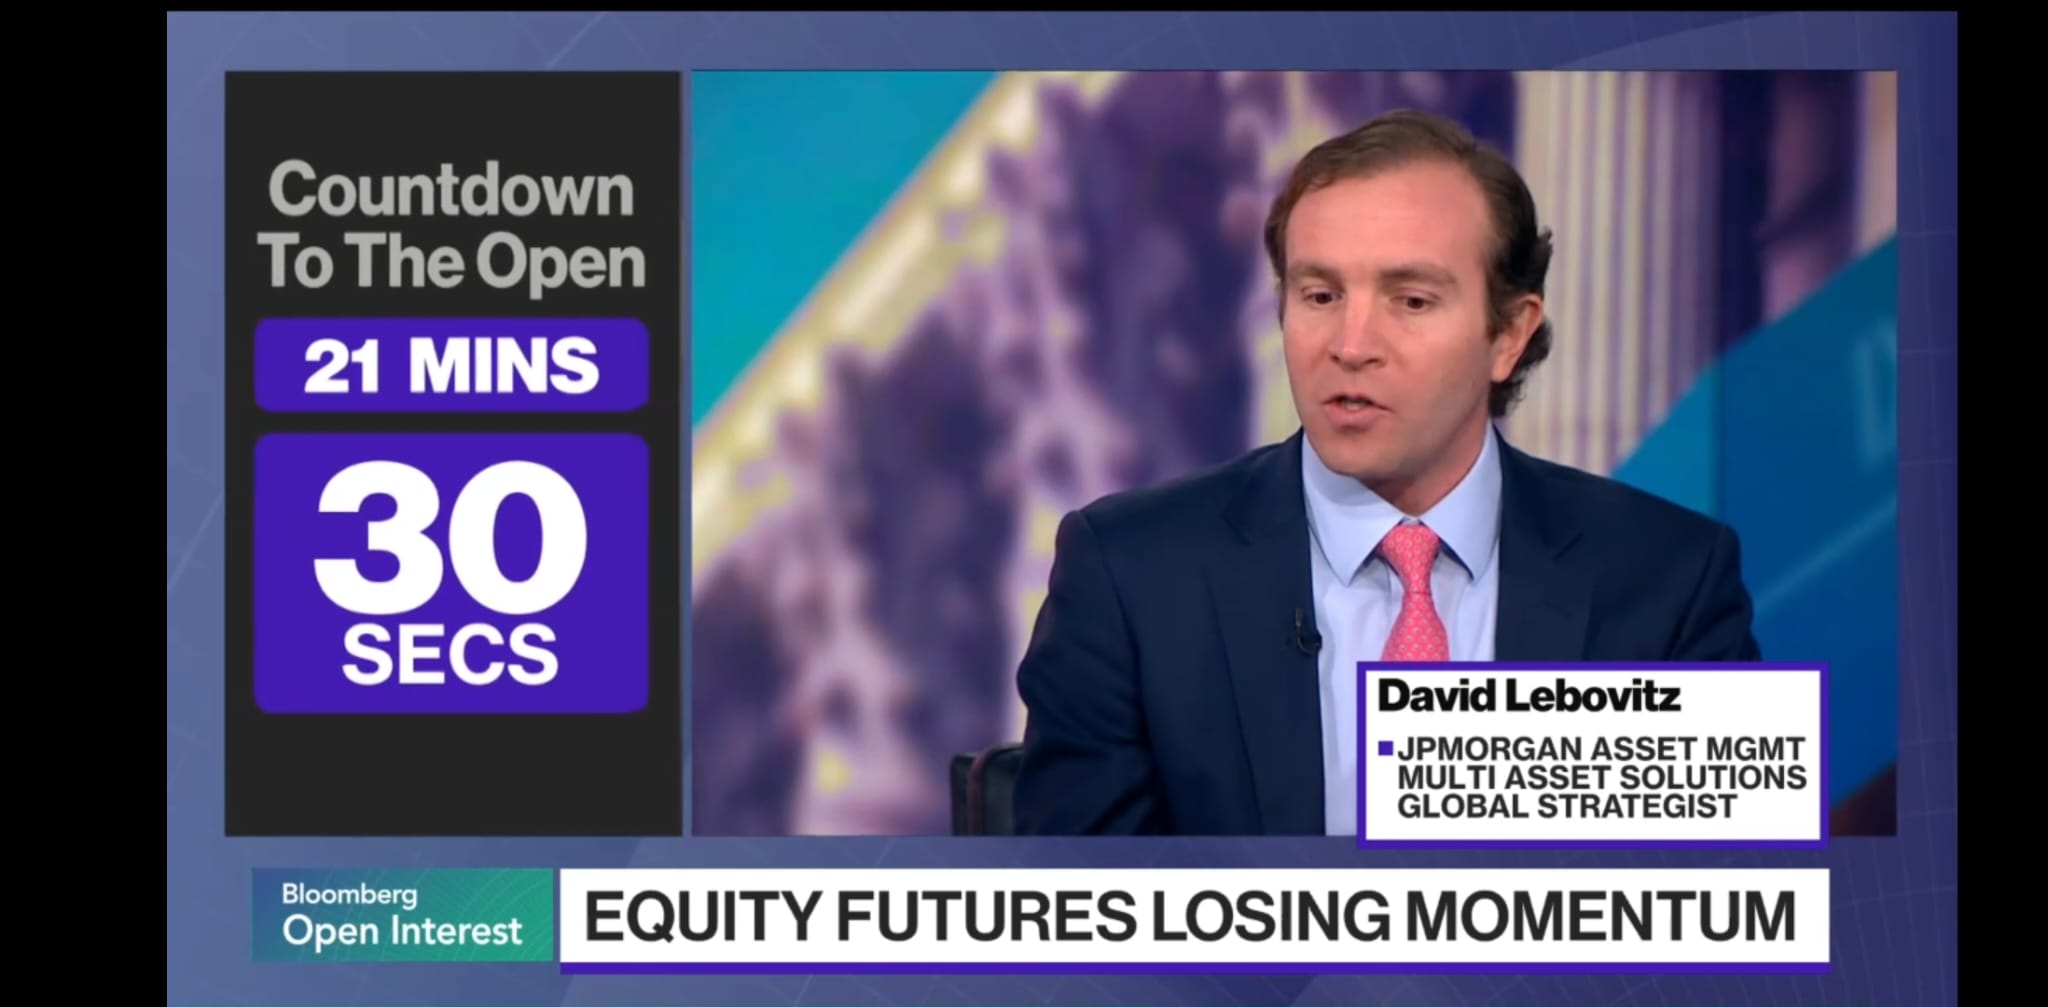 Countdown
To The Open
21 MINS
30
SECS
David Lebovitz
JPMORGAN ASSET MGMT
MULTI ASSET SOLUTIONS
GLOBAL STRATEGIST
Bloomberg
Open Interest
EQUITY FUTURES LOSING MOMENTUM